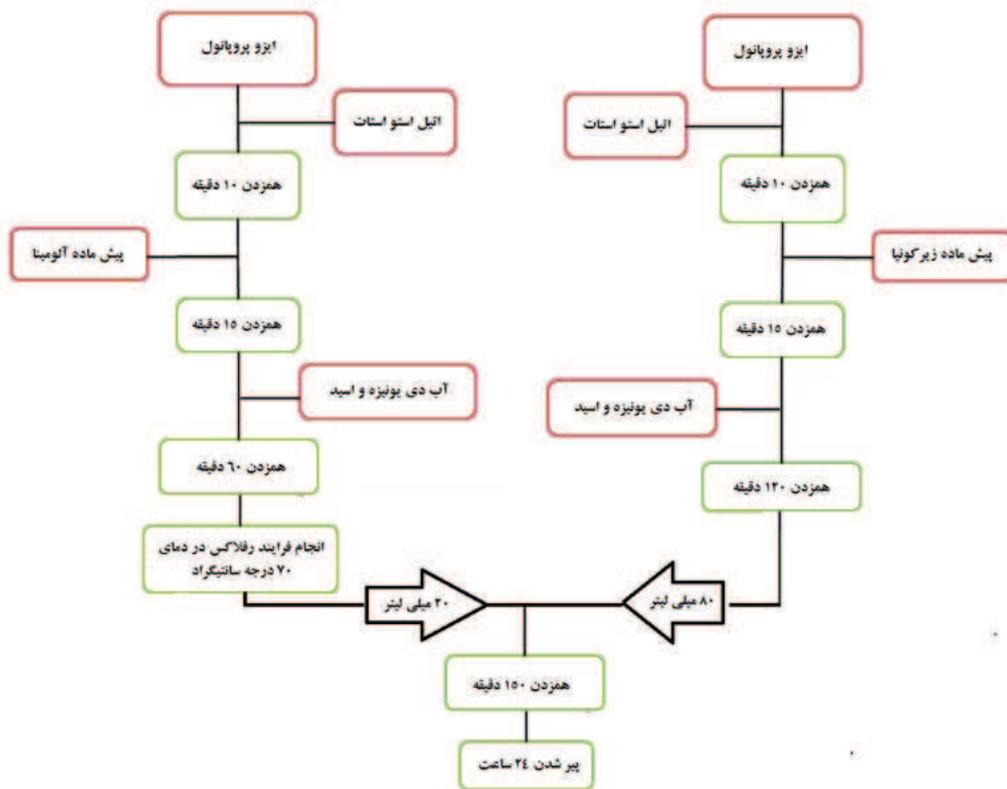 ایزو پروپانول
ایزو پروپانول
اتیل استو استات
اتیل استو استات
همزدن ۱۰ دقیقه
همزدن ۱۰ دقیقه
پیش ماده زیرکونیا
پیش ماده آلومینا
همزدن ۱۵ دقیقه
همزدن ۱۵ دقیقه
آب دی یونیزه و اسید
آب دی یونیزه و اسید
همزدن ۱۲۰ دقیقه
همزدن ٦٠ دقیقه
انجام فرایند رفلاکس در دمای
۷۰ درجه سانتیگراد
۸۰ میلی لیتر
۲۰ میلی لیتر
همزدن ۱۵۰ دقیقه
پیر شدن ٢٤ ساعت